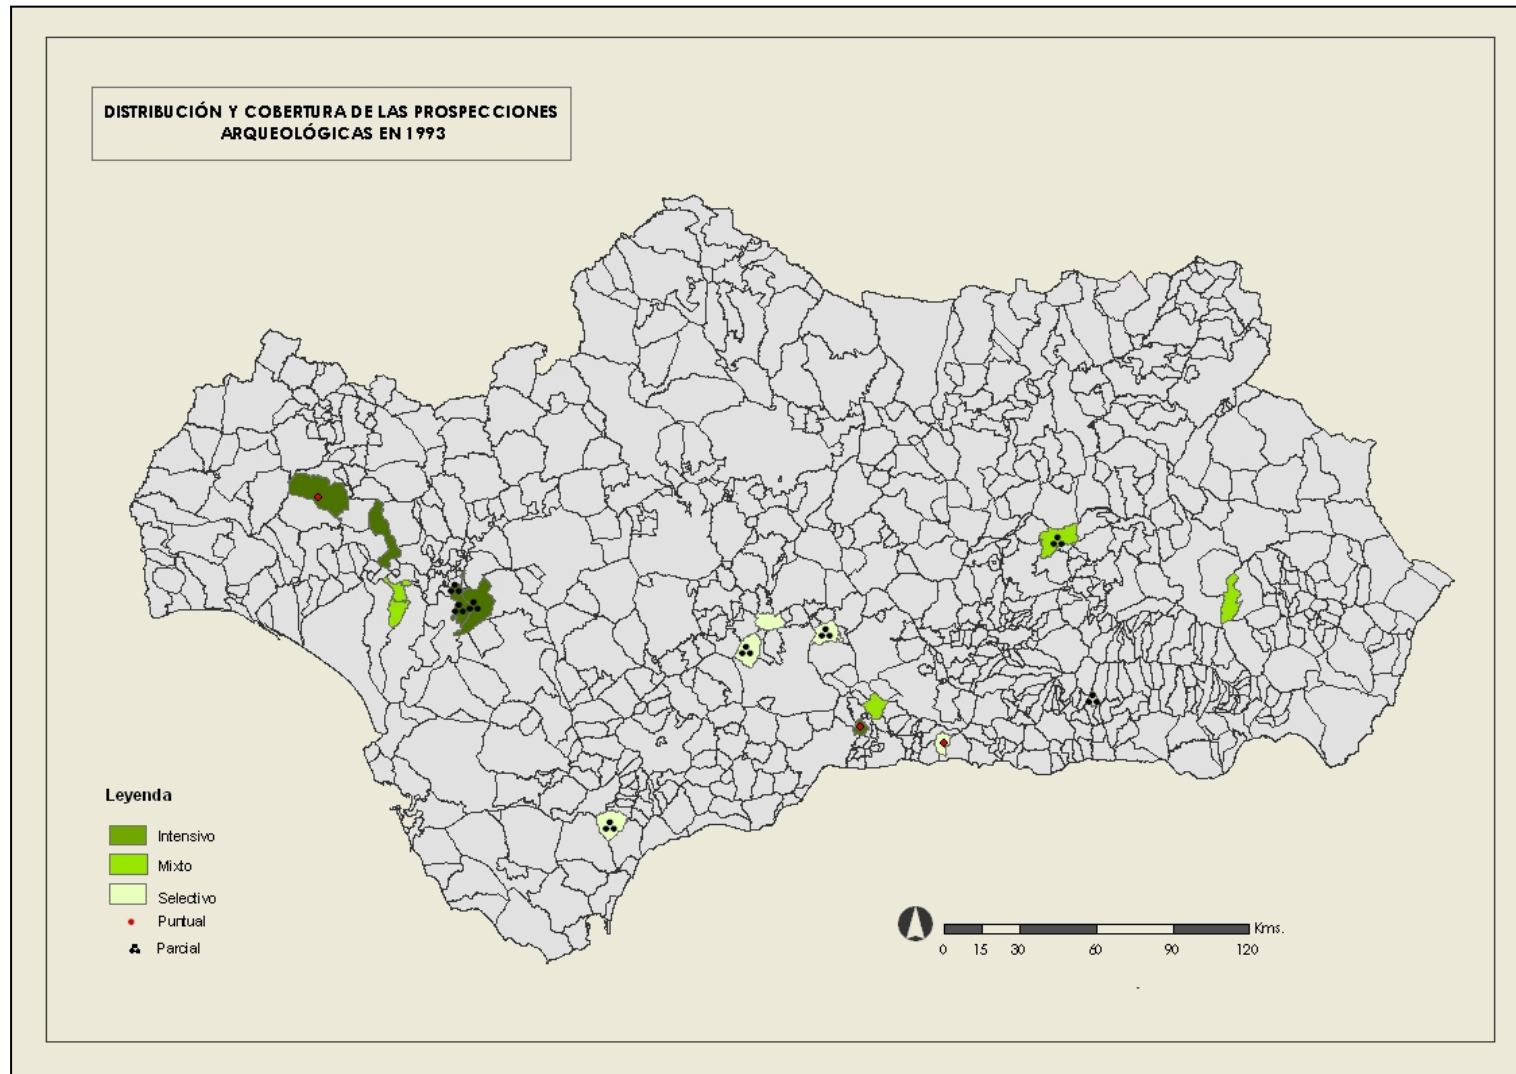 DISTRIBUCIÓN Y COBERTURA DE LAS PROSPECCIONES
ARQUEOLÓGICAS EN 1993
Leyenda
Intensivo
Mixto
Selectivo
Puntual
Parcial
Kms.
0 15 30 60 90 120